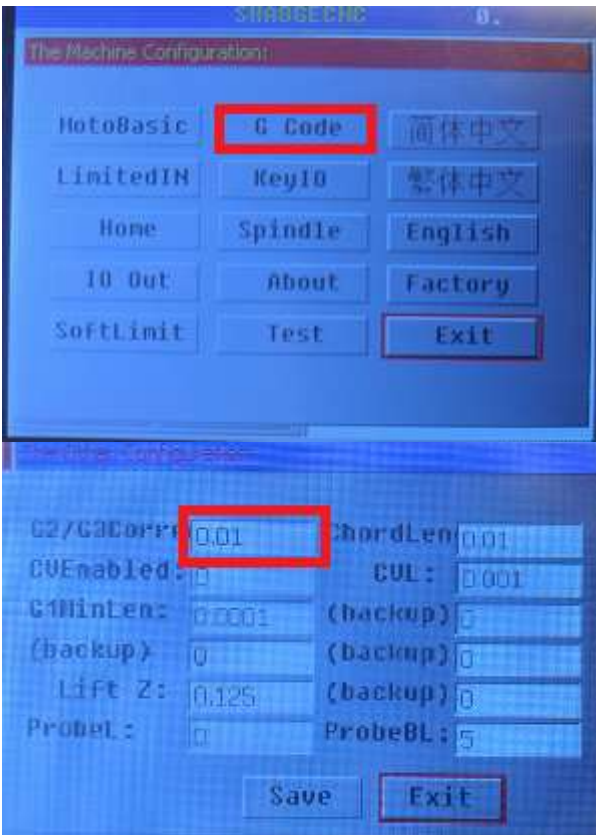 0.
The Machine Configuration:
MotoBasic G Code 简体中文
LimitedIN KeyIO 繁体中文
Home Spindle English
IO Out About Factory
SoftLimit Test Exit
G2/G3Corre 0.01 ChordLen 0.01
CVEnabled: 0 CVL: 0.001
G1MinLen: 0.0001 (backup) 0
(backup) 0 (backup) 0
Lift Z: 0.125 (backup) 0
ProbeL: 0 ProbeBL: 5
Save Exit